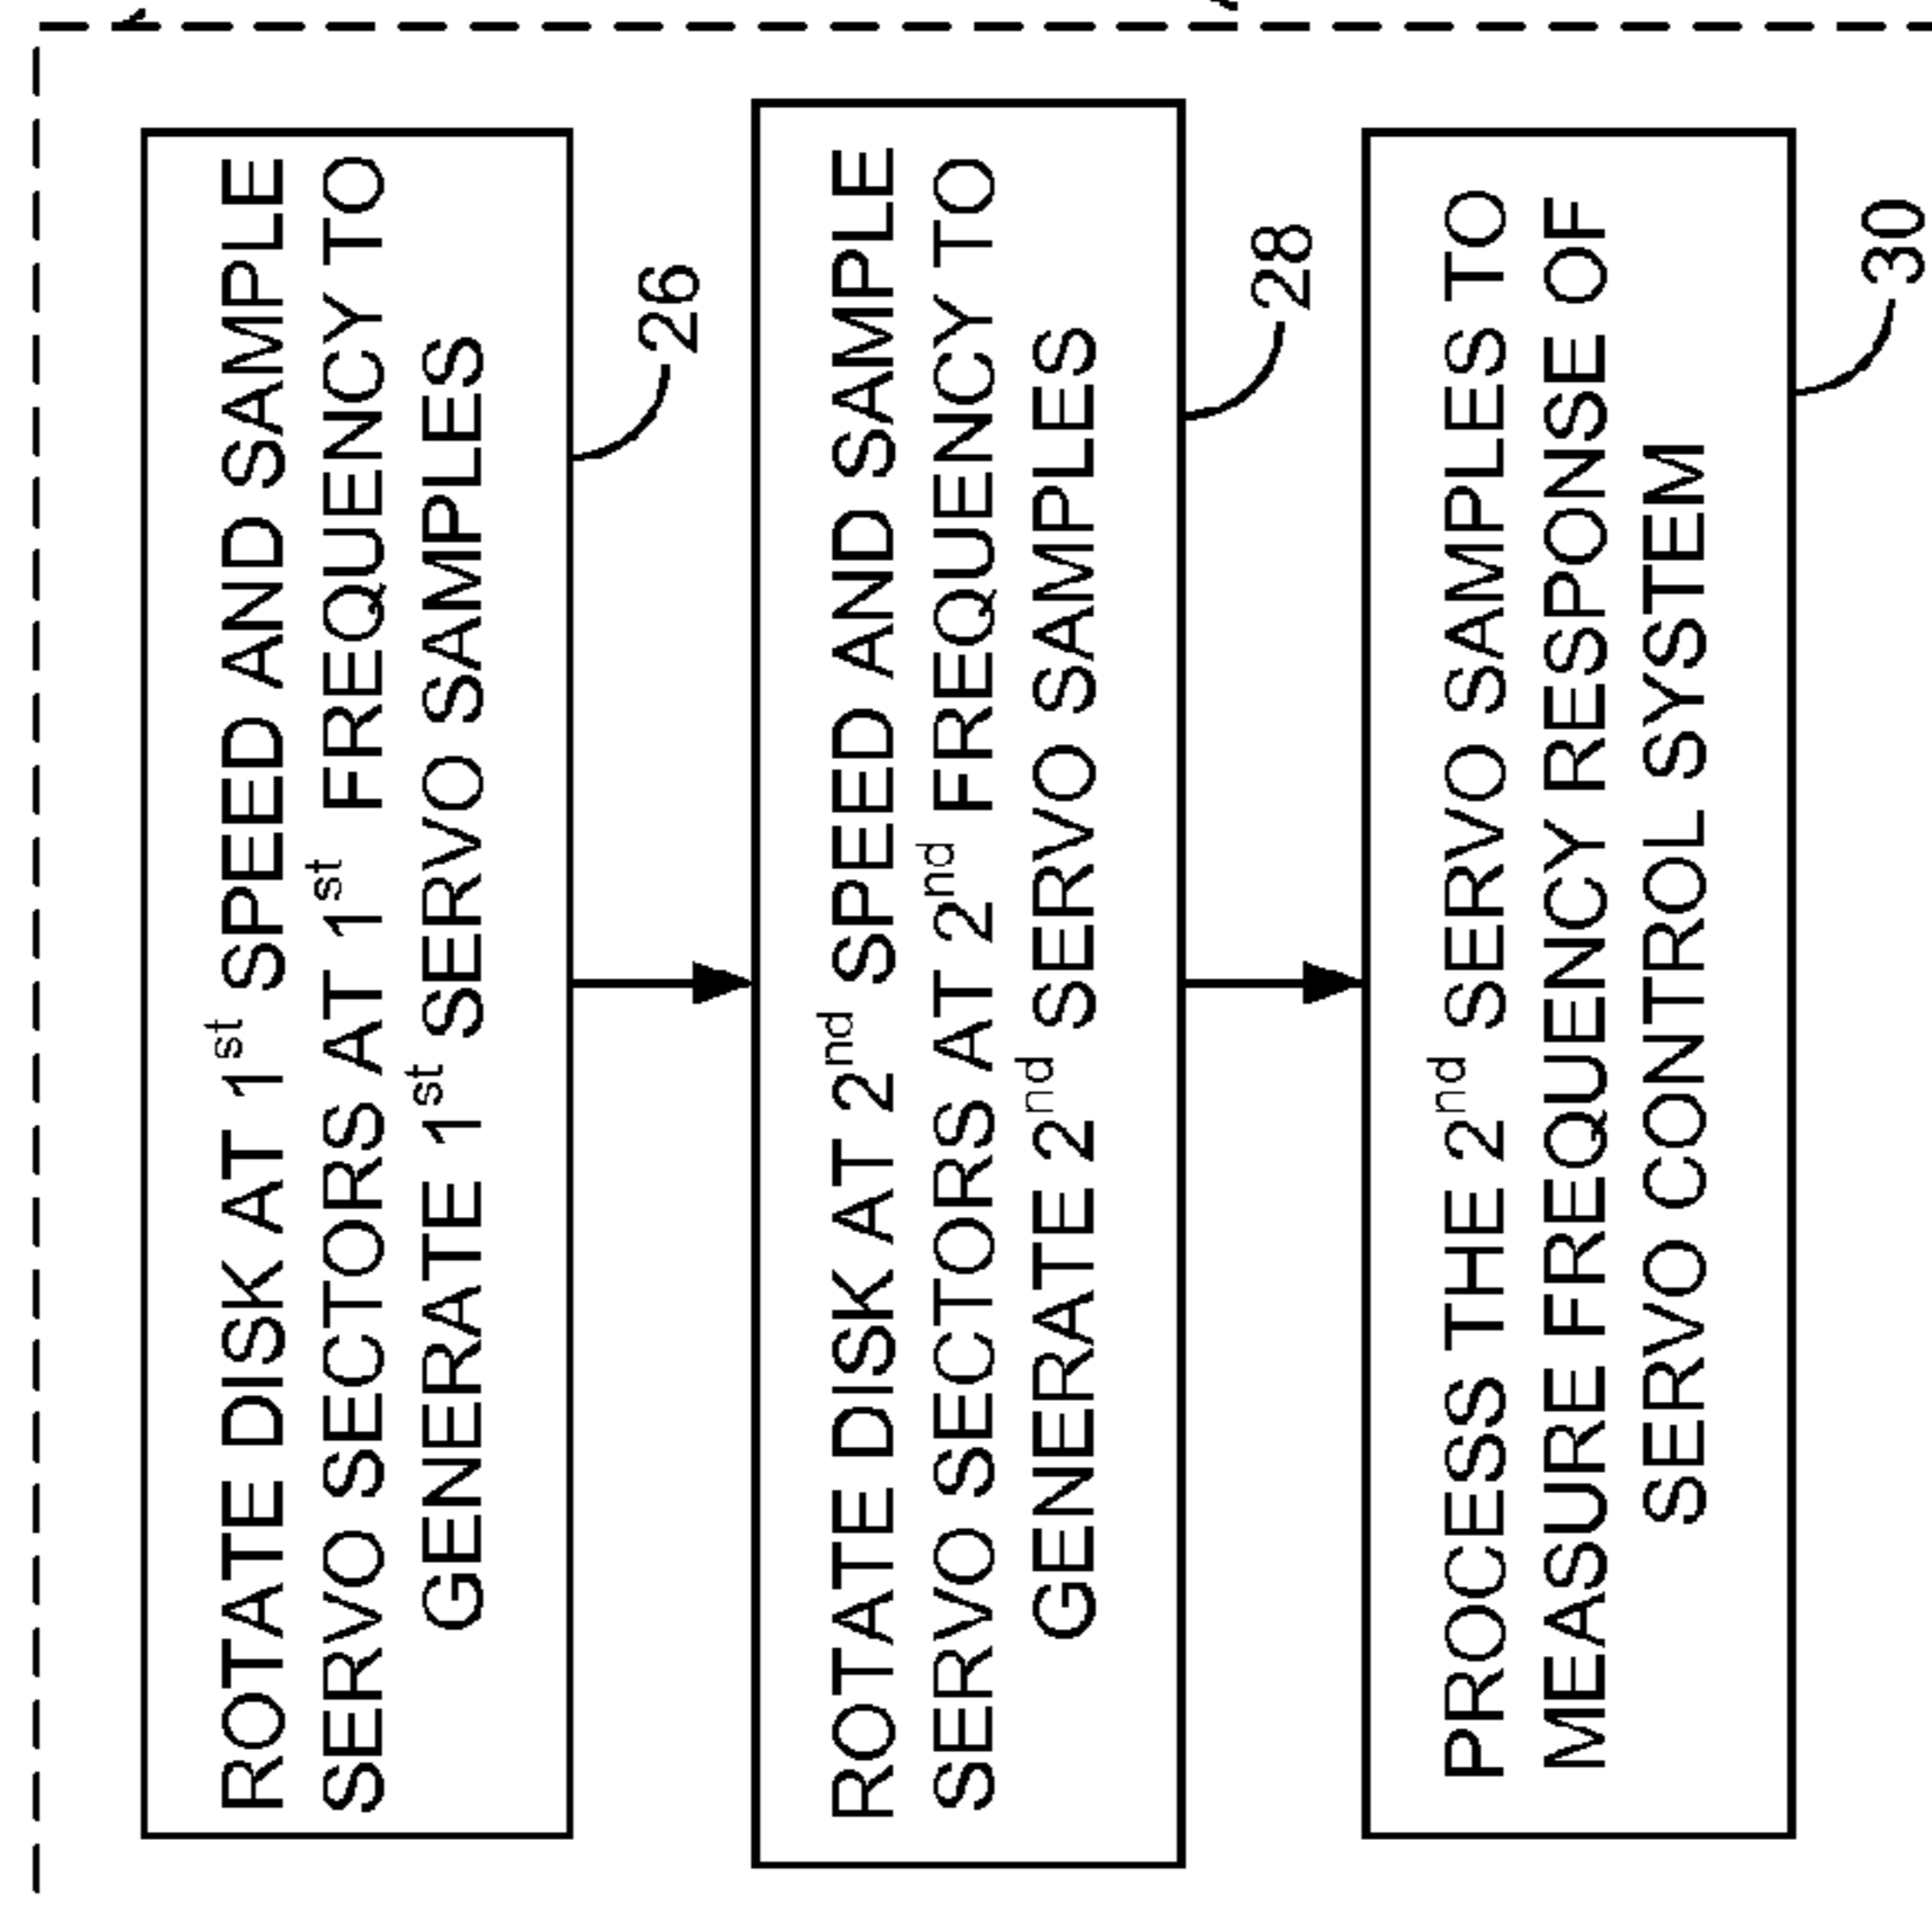 ROTATE DISK AT 1st SPEED AND SAMPLE
SERVO SECTORS AT 1st FREQUENCY TO
GENERATE 1st SERVO SAMPLES
26
ROTATE DISK AT 2nd SPEED AND SAMPLE
SERVO SECTORS AT 2nd FREQUENCY TO
GENERATE 2nd SERVO SAMPLES
28
PROCESS THE 2nd SERVO SAMPLES TO
MEASURE FREQUENCY RESPONSE OF
SERVO CONTROL SYSTEM
30